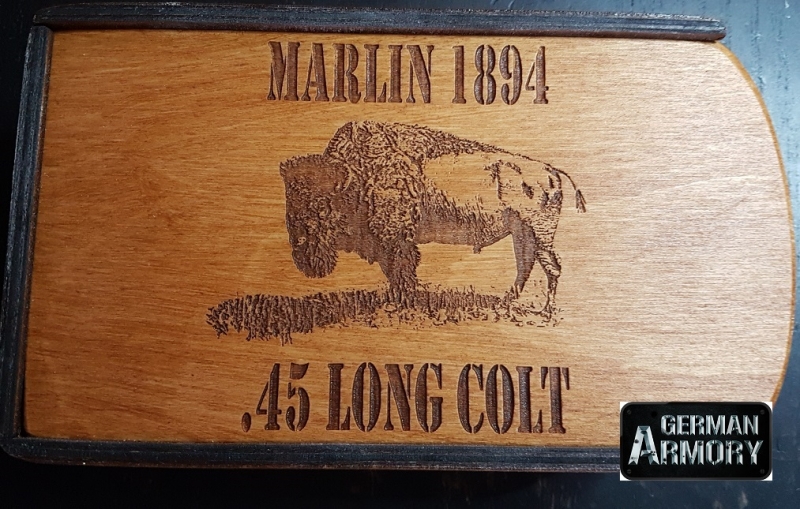 MARLIN 1894
.45 LONG COLT
GERMAN
ARMORY